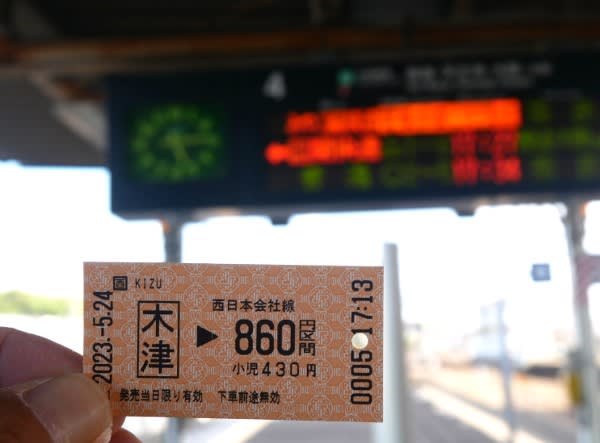 4
国 KIZU
2023.-5.24
木津
西日本会社線
▶ 860円区間
小児430円
0005 17:13
発売当日限り有効 下車前途無効